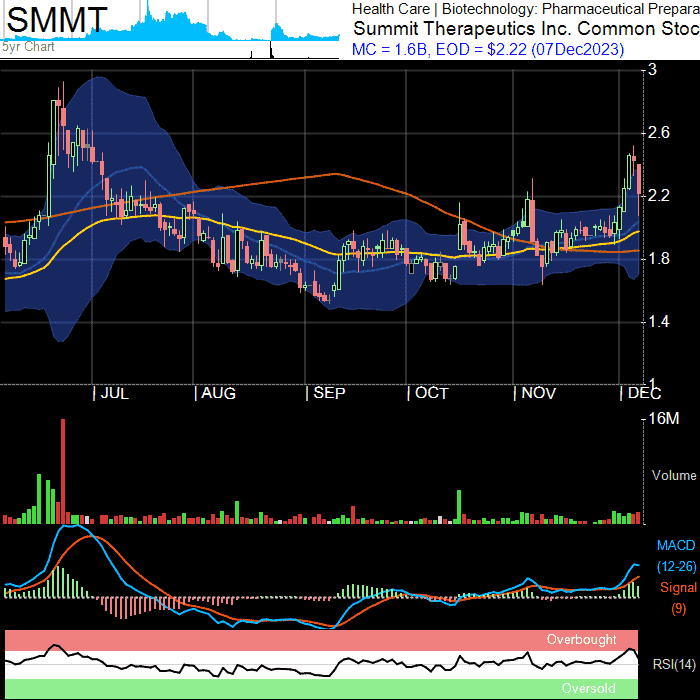 SMMT
5yr Chart
Health Care | Biotechnology: Pharmaceutical Prepara
Summit Therapeutics Inc. Common Stoc
MC = 1.6B, EOD = $2.22 (07Dec2023)
3
2.6
2.2
1.8
1.4
1
JUL
AUG
SEP
OCT
NOV
DEC
16M
Volume
MACD
(12-26)
Signal
(9)
Overbought
RSI(14)
Oversold